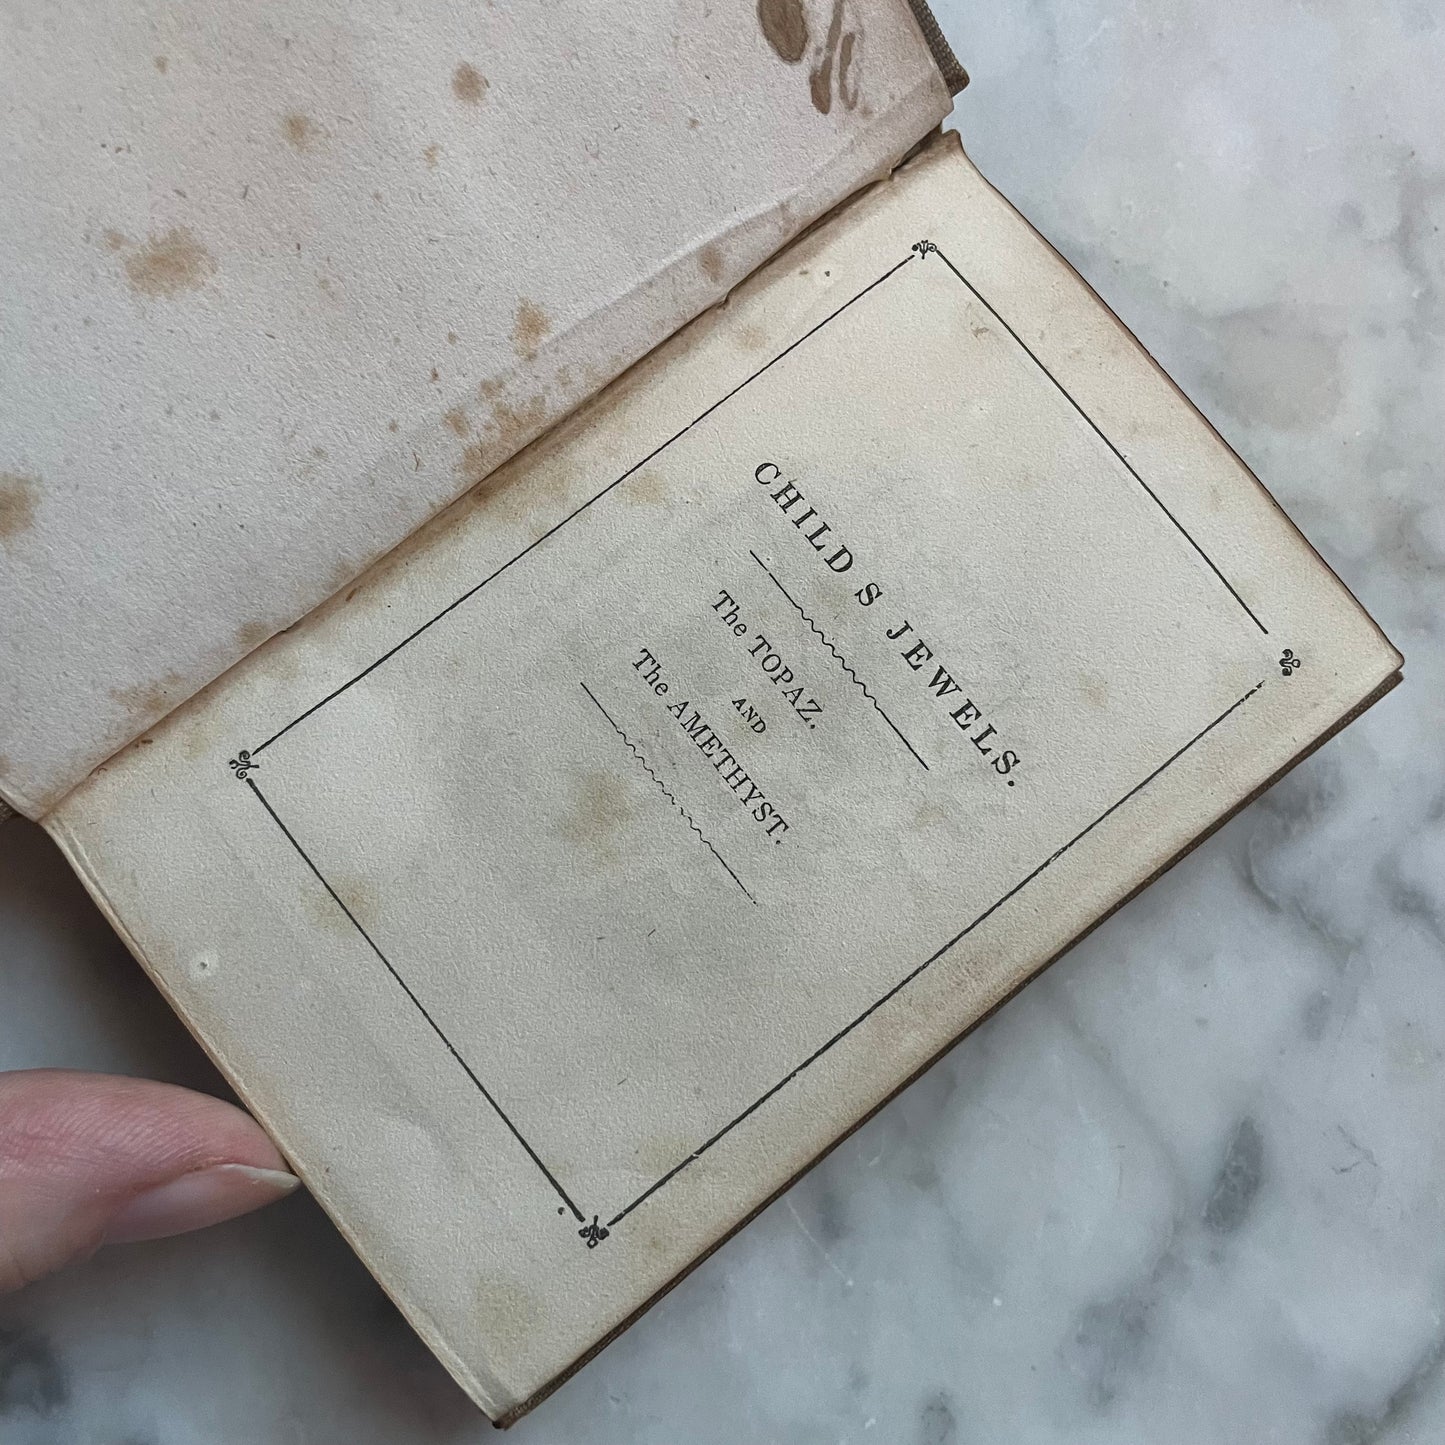 CHILD S JEWELS.
The TOPAZ,
AND
The AMETHYST.